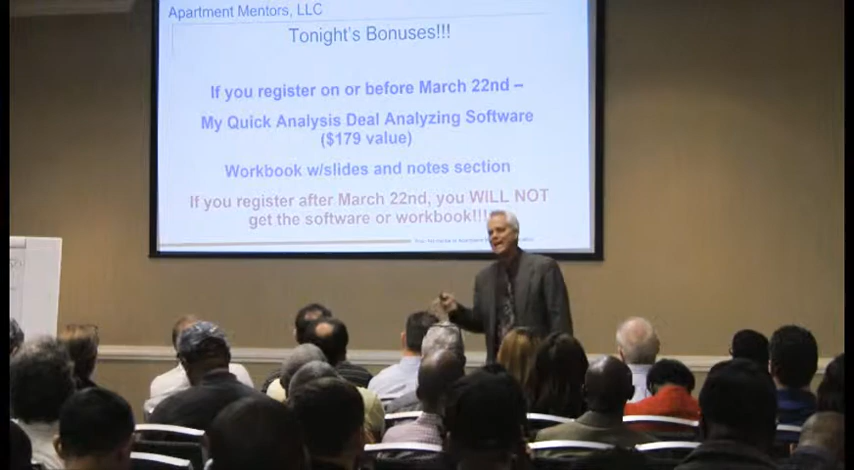 Apartment Mentors, LLC
Tonight's Bonuses!!!
If you register on or before March 22nd –
My Quick Analysis Deal Analyzing Software
($179 value)
Workbook w/slides and notes section
If you register after March 22nd, you WILL NOT
get the software or workbook!!!